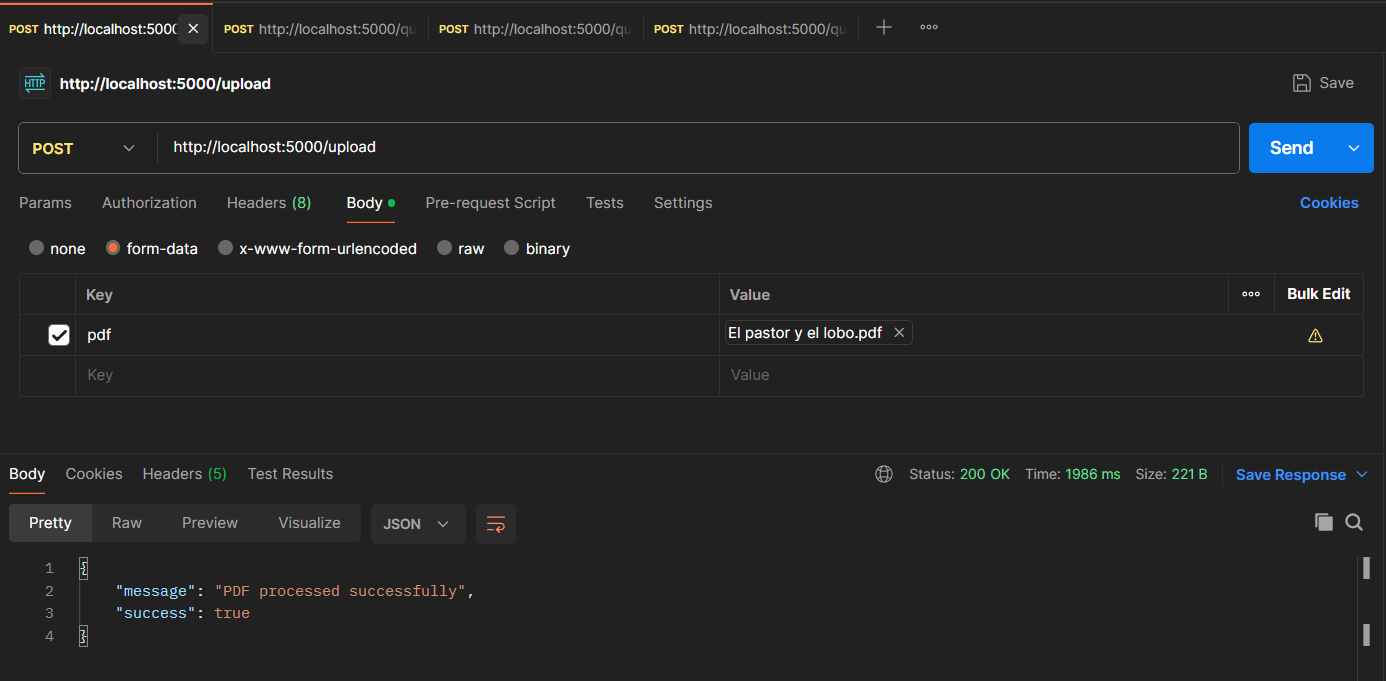 POST http://localhost:5000 POST http://localhost:5000/qu POST http://localhost:5000/qu POST http://localhost:5000/qu
HTTP http://localhost:5000/upload Save
POST http://localhost:5000/upload Send
Params Authorization Headers (8) Body Pre-request Script Tests Settings Cookies
none form-data x-www-form-urlencoded raw binary
Key Value Bulk Edit
pdf El pastor y el lobo.pdf
Key Value
Body Cookies Headers (5) Test Results Status: 200 OK Time: 1986 ms Size: 221 B Save Response
Pretty Raw Preview Visualize JSON
1 {
2 "message": "PDF processed successfully",
3 "success": true
4 }